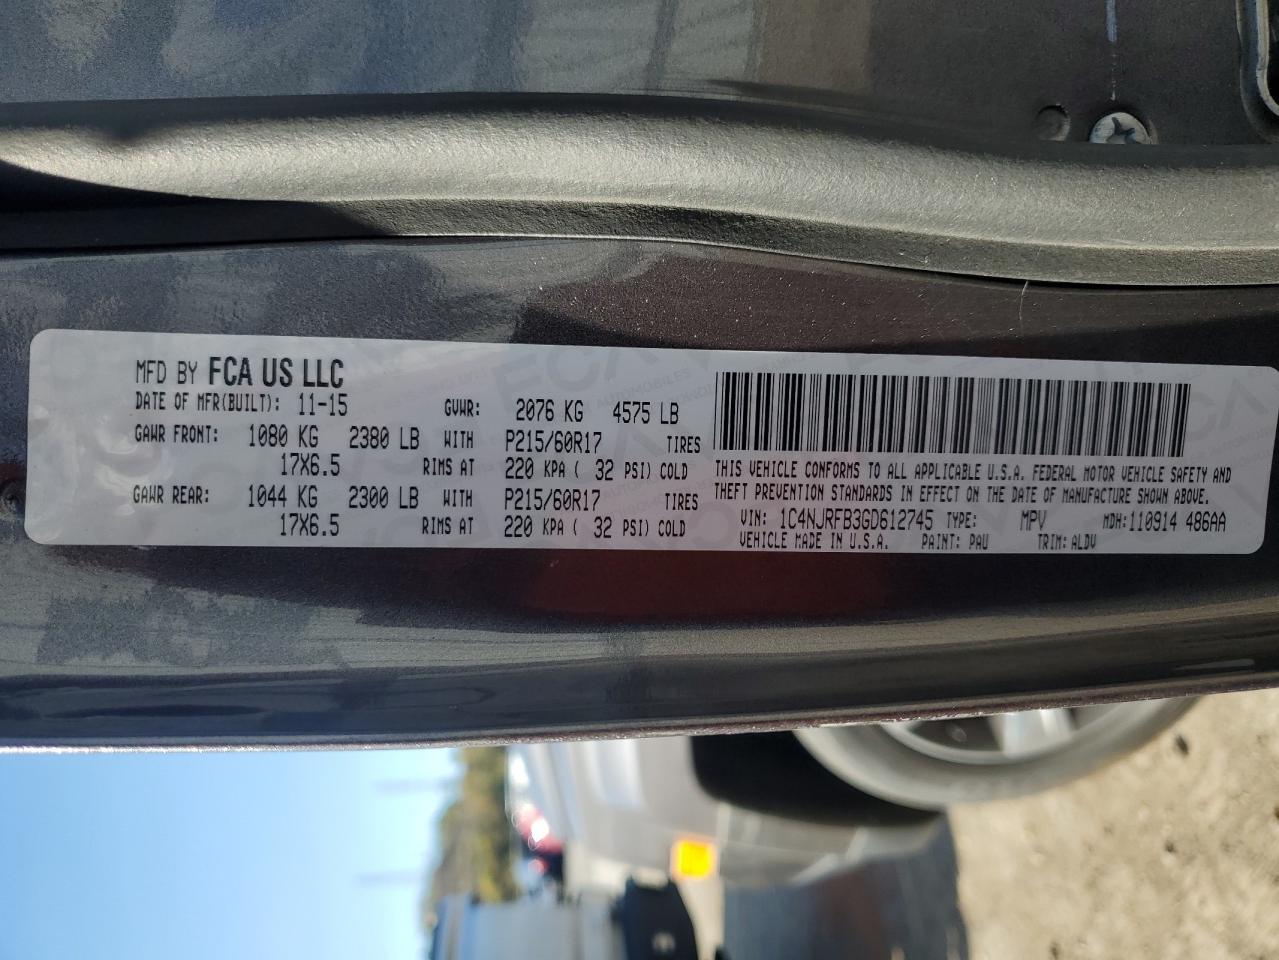 MFD BY FCA US LLC
DATE OF MFR(BUILT): 11-15 GVWR: 2076 KG 4575 LB
GAWR FRONT: 1080 KG 2380 LB WITH P215/60R17 TIRES
17X6.5 RIMS AT 220 KPA ( 32 PSI) COLD
GAWR REAR: 1044 KG 2300 LB WITH P215/60R17 TIRES
17X6.5 RIMS AT 220 KPA ( 32 PSI) COLD
THIS VEHICLE CONFORMS TO ALL APPLICABLE U.S.A. FEDERAL MOTOR VEHICLE SAFETY AND
THEFT PREVENTION STANDARDS IN EFFECT ON THE DATE OF MANUFACTURE SHOWN ABOVE.
VIN: 1C4NJRFB3GD612745 TYPE: MPV MDH:110914 486AA
VEHICLE MADE IN U.S.A. PAINT: PAU TRIM: ALDV